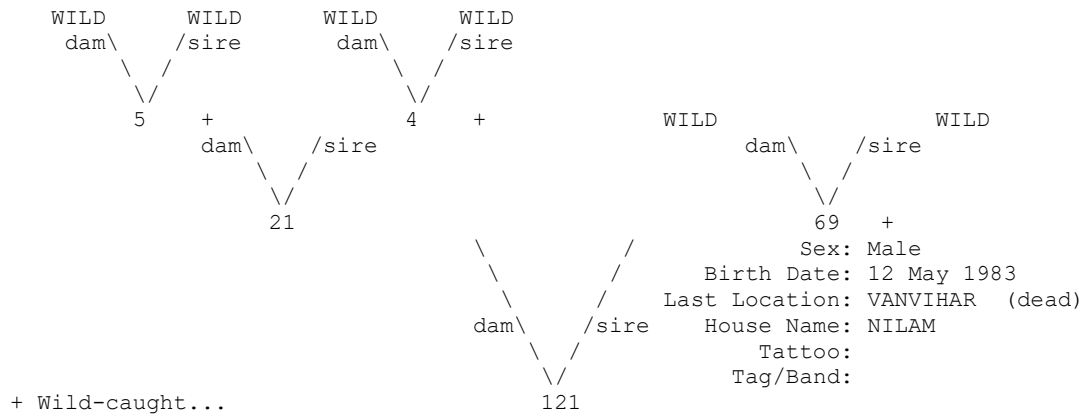 WILD WILD WILD WILD
dam\ /sire dam\ /sire
\ / \ /
\/ \/
5 + 4 + WILD WILD
dam\ /sire dam\ /sire
\ / \ /
\/ \/
21 69 +
\ / Sex: Male
\ / Birth Date: 12 May 1983
\ / Last Location: VANVIHAR (dead)
dam\ /sire House Name: NILAM
\ / Tattoo:
\/ Tag/Band:
+ Wild-caught... 121